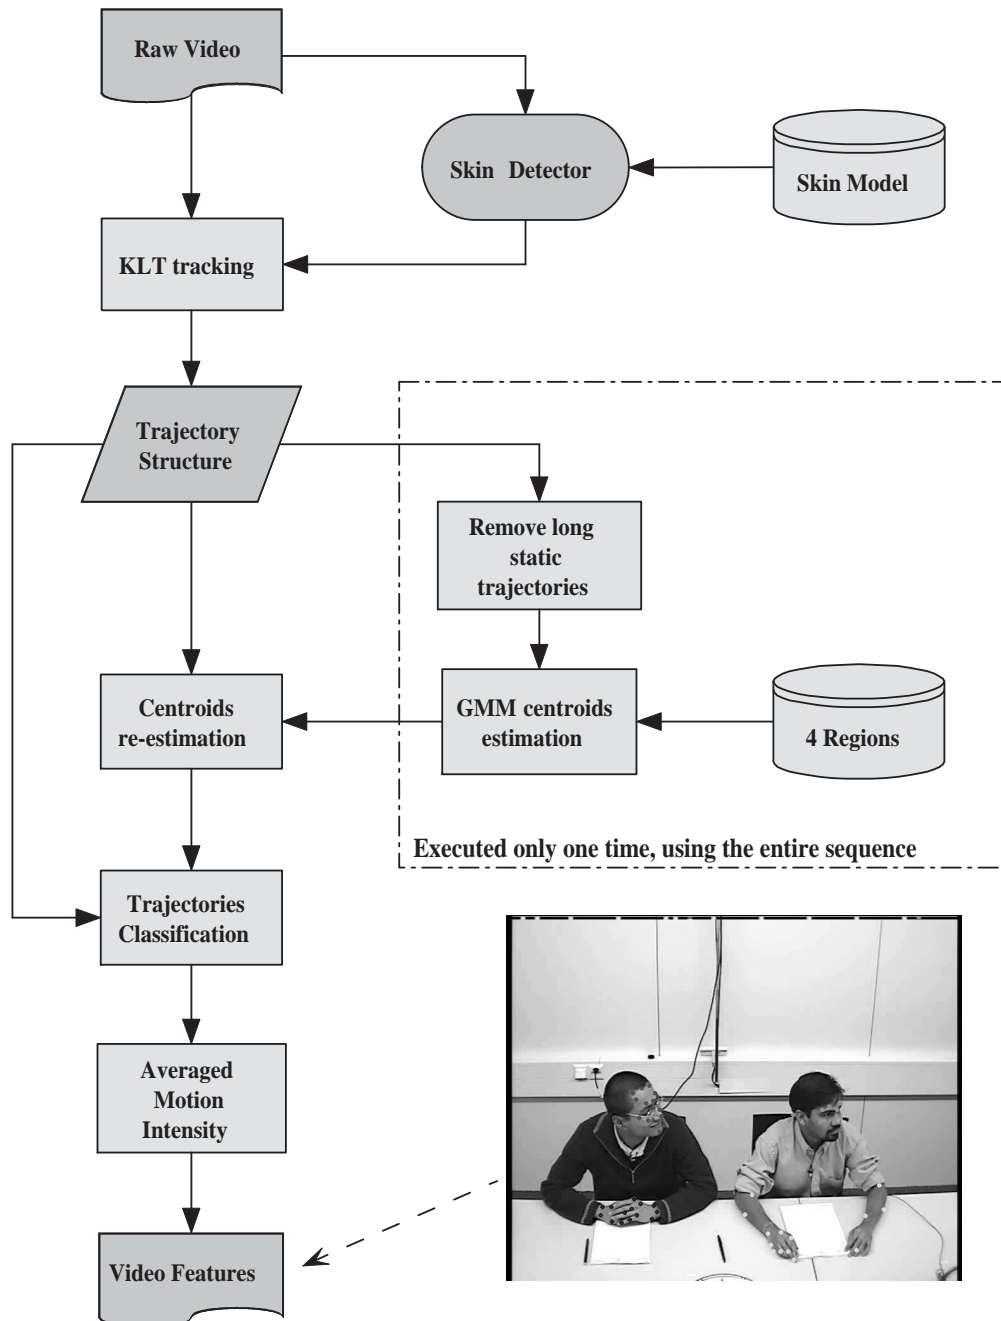 Raw Video
Skin Detector
Skin Model
KLT tracking
Trajectory
Structure
Remove long
static
trajectories
Centroids
re-estimation
GMM centroids
estimation
4 Regions
Executed only one time, using the entire sequence
Trajectories
Classification
Averaged
Motion
Intensity
Video Features